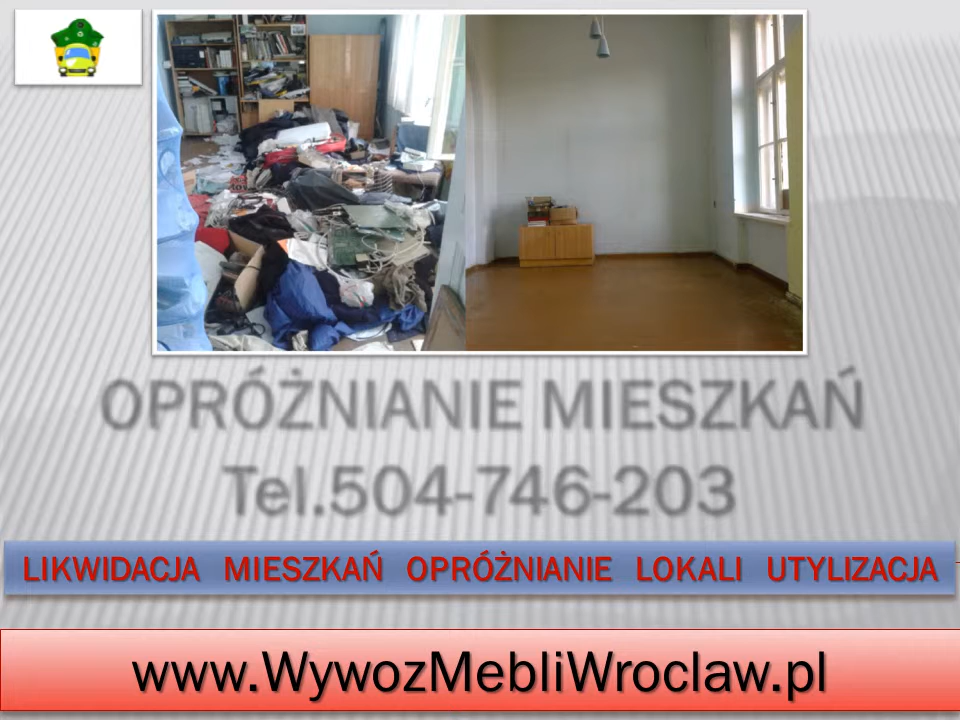 OPRÓŻNIANIE MIESZKAŃ
Tel.504-746-203
LIKWIDACJA MIESZKAŃ OPRÓŻNIANIE LOKALI UTYLIZACJA
www.WywozMebliWroclaw.pl